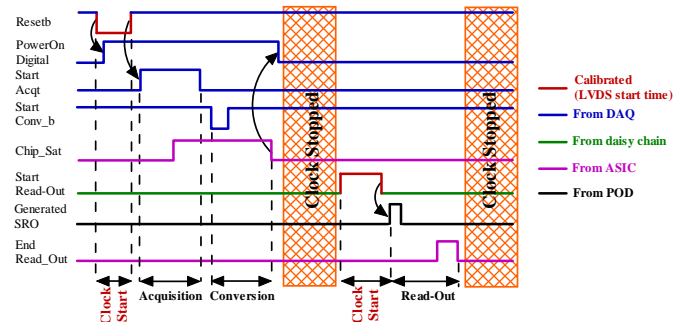 Resetb
PowerOn
Digital
Start
Acqt
Start
Conv_b
Chip_Sat
Start
Read-Out
Generated
SRO
End
Read_Out
Clock Stopped
Clock Stopped
Clock
Start
Acquisition
Conversion
Clock
Start
Read-Out
Calibrated
(LVDS start time)
From DAQ
From daisy chain
From ASIC
From POD